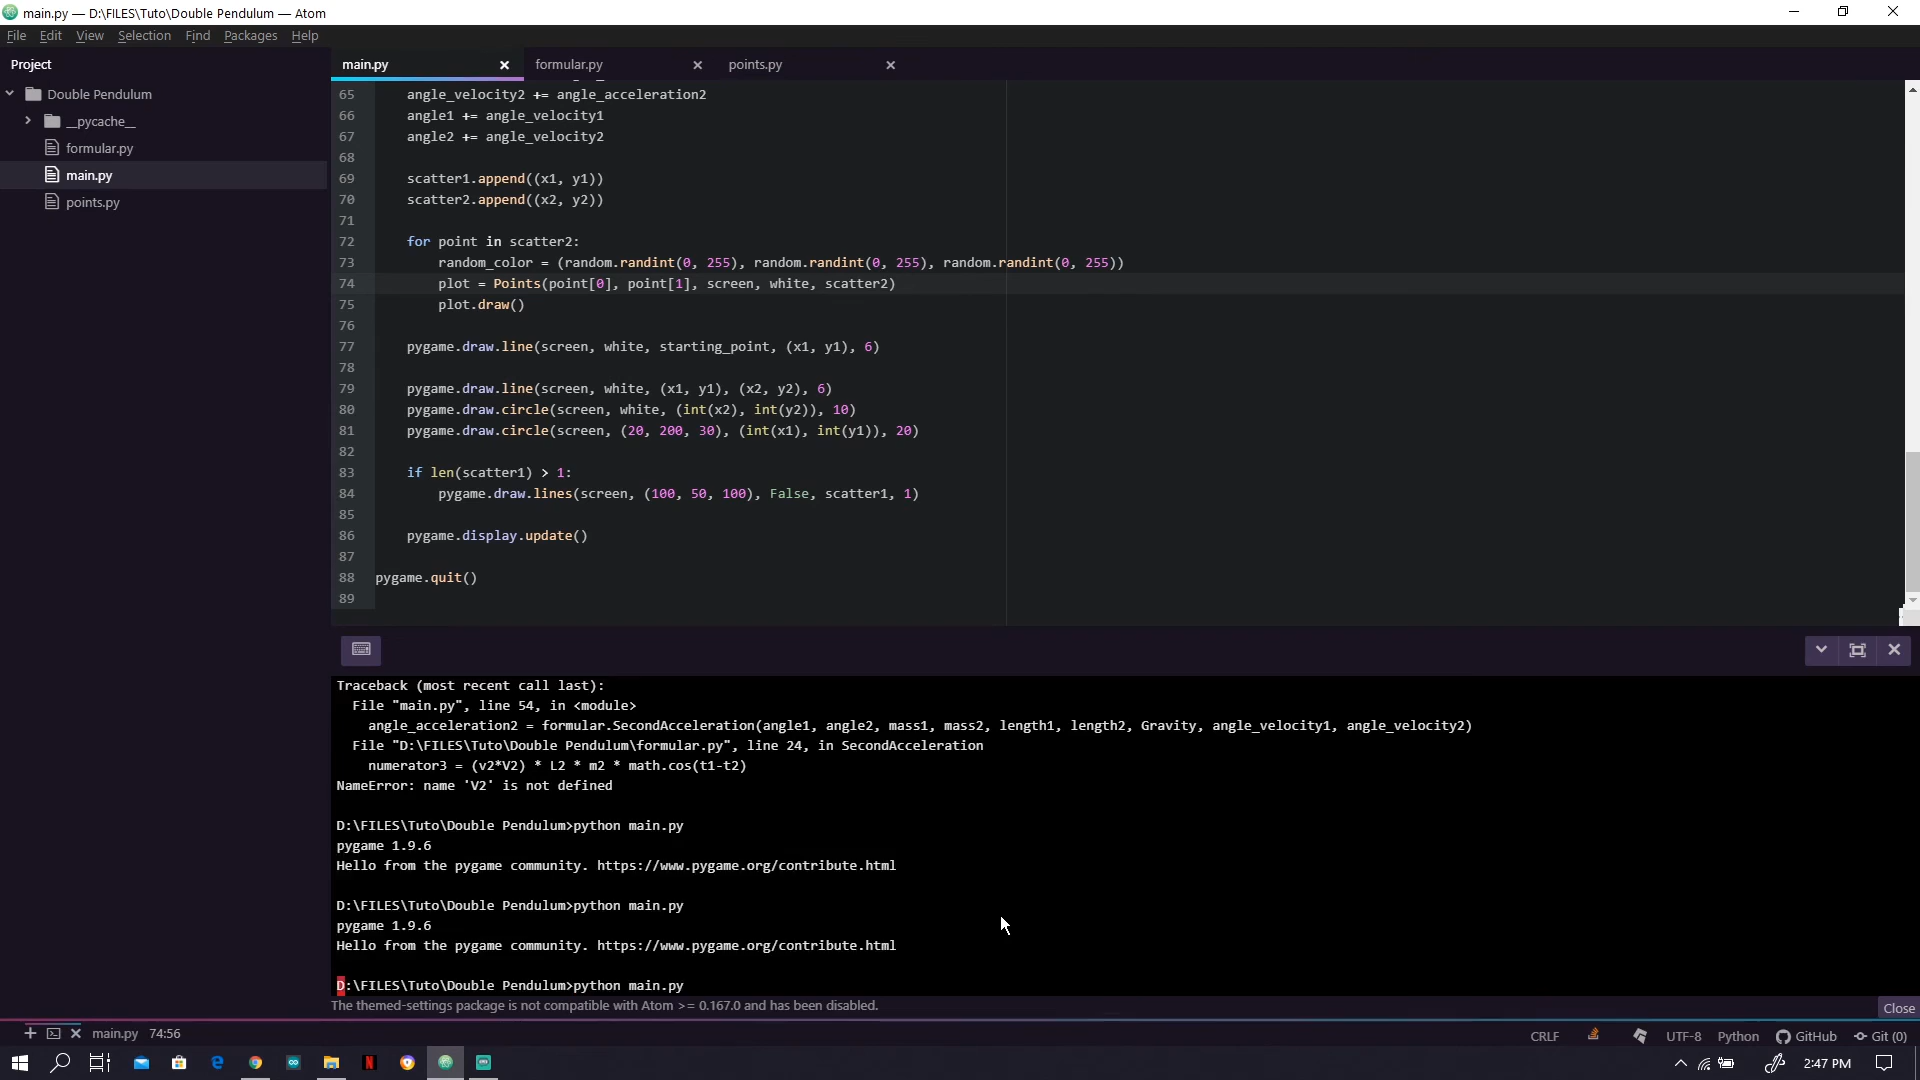 main.py — D:\FILES\Tuto\Double Pendulum — Atom
File Edit View Selection Find Packages Help
Project
main.py formular.py points.py
Double Pendulum
__pycache__
formular.py
main.py
points.py
65 angle_velocity2 += angle_acceleration2
66 angle1 += angle_velocity1
67 angle2 += angle_velocity2
68
69 scatter1.append((x1, y1))
70 scatter2.append((x2, y2))
71
72 for point in scatter2:
73 random_color = (random.randint(0, 255), random.randint(0, 255), random.randint(0, 255))
74 plot = Points(point[0], point[1], screen, white, scatter2)
75 plot.draw()
76
77 pygame.draw.line(screen, white, starting_point, (x1, y1), 6)
78
79 pygame.draw.line(screen, white, (x1, y1), (x2, y2), 6)
80 pygame.draw.circle(screen, white, (int(x2), int(y2)), 10)
81 pygame.draw.circle(screen, (20, 200, 30), (int(x1), int(y1)), 20)
82
83 if len(scatter1) > 1:
84 pygame.draw.lines(screen, (100, 50, 100), False, scatter1, 1)
85
86 pygame.display.update()
87
88 pygame.quit()
89
Traceback (most recent call last):
File "main.py", line 54, in <module>
angle_acceleration2 = formular.SecondAcceleration(angle1, angle2, mass1, mass2, length1, length2, Gravity, angle_velocity1, angle_velocity2)
File "D:\FILES\Tuto\Double Pendulum\formular.py", line 24, in SecondAcceleration
numerator3 = (v2*V2) * L2 * m2 * math.cos(t1-t2)
NameError: name 'V2' is not defined
D:\FILES\Tuto\Double Pendulum>python main.py
pygame 1.9.6
Hello from the pygame community. https://www.pygame.org/contribute.html
D:\FILES\Tuto\Double Pendulum>python main.py
pygame 1.9.6
Hello from the pygame community. https://www.pygame.org/contribute.html
D:\FILES\Tuto\Double Pendulum>python main.py
The themed-settings package is not compatible with Atom >= 0.167.0 and has been disabled.
Close
main.py 74:56
CRLF UTF-8 Python GitHub Git (0)
2:47 PM